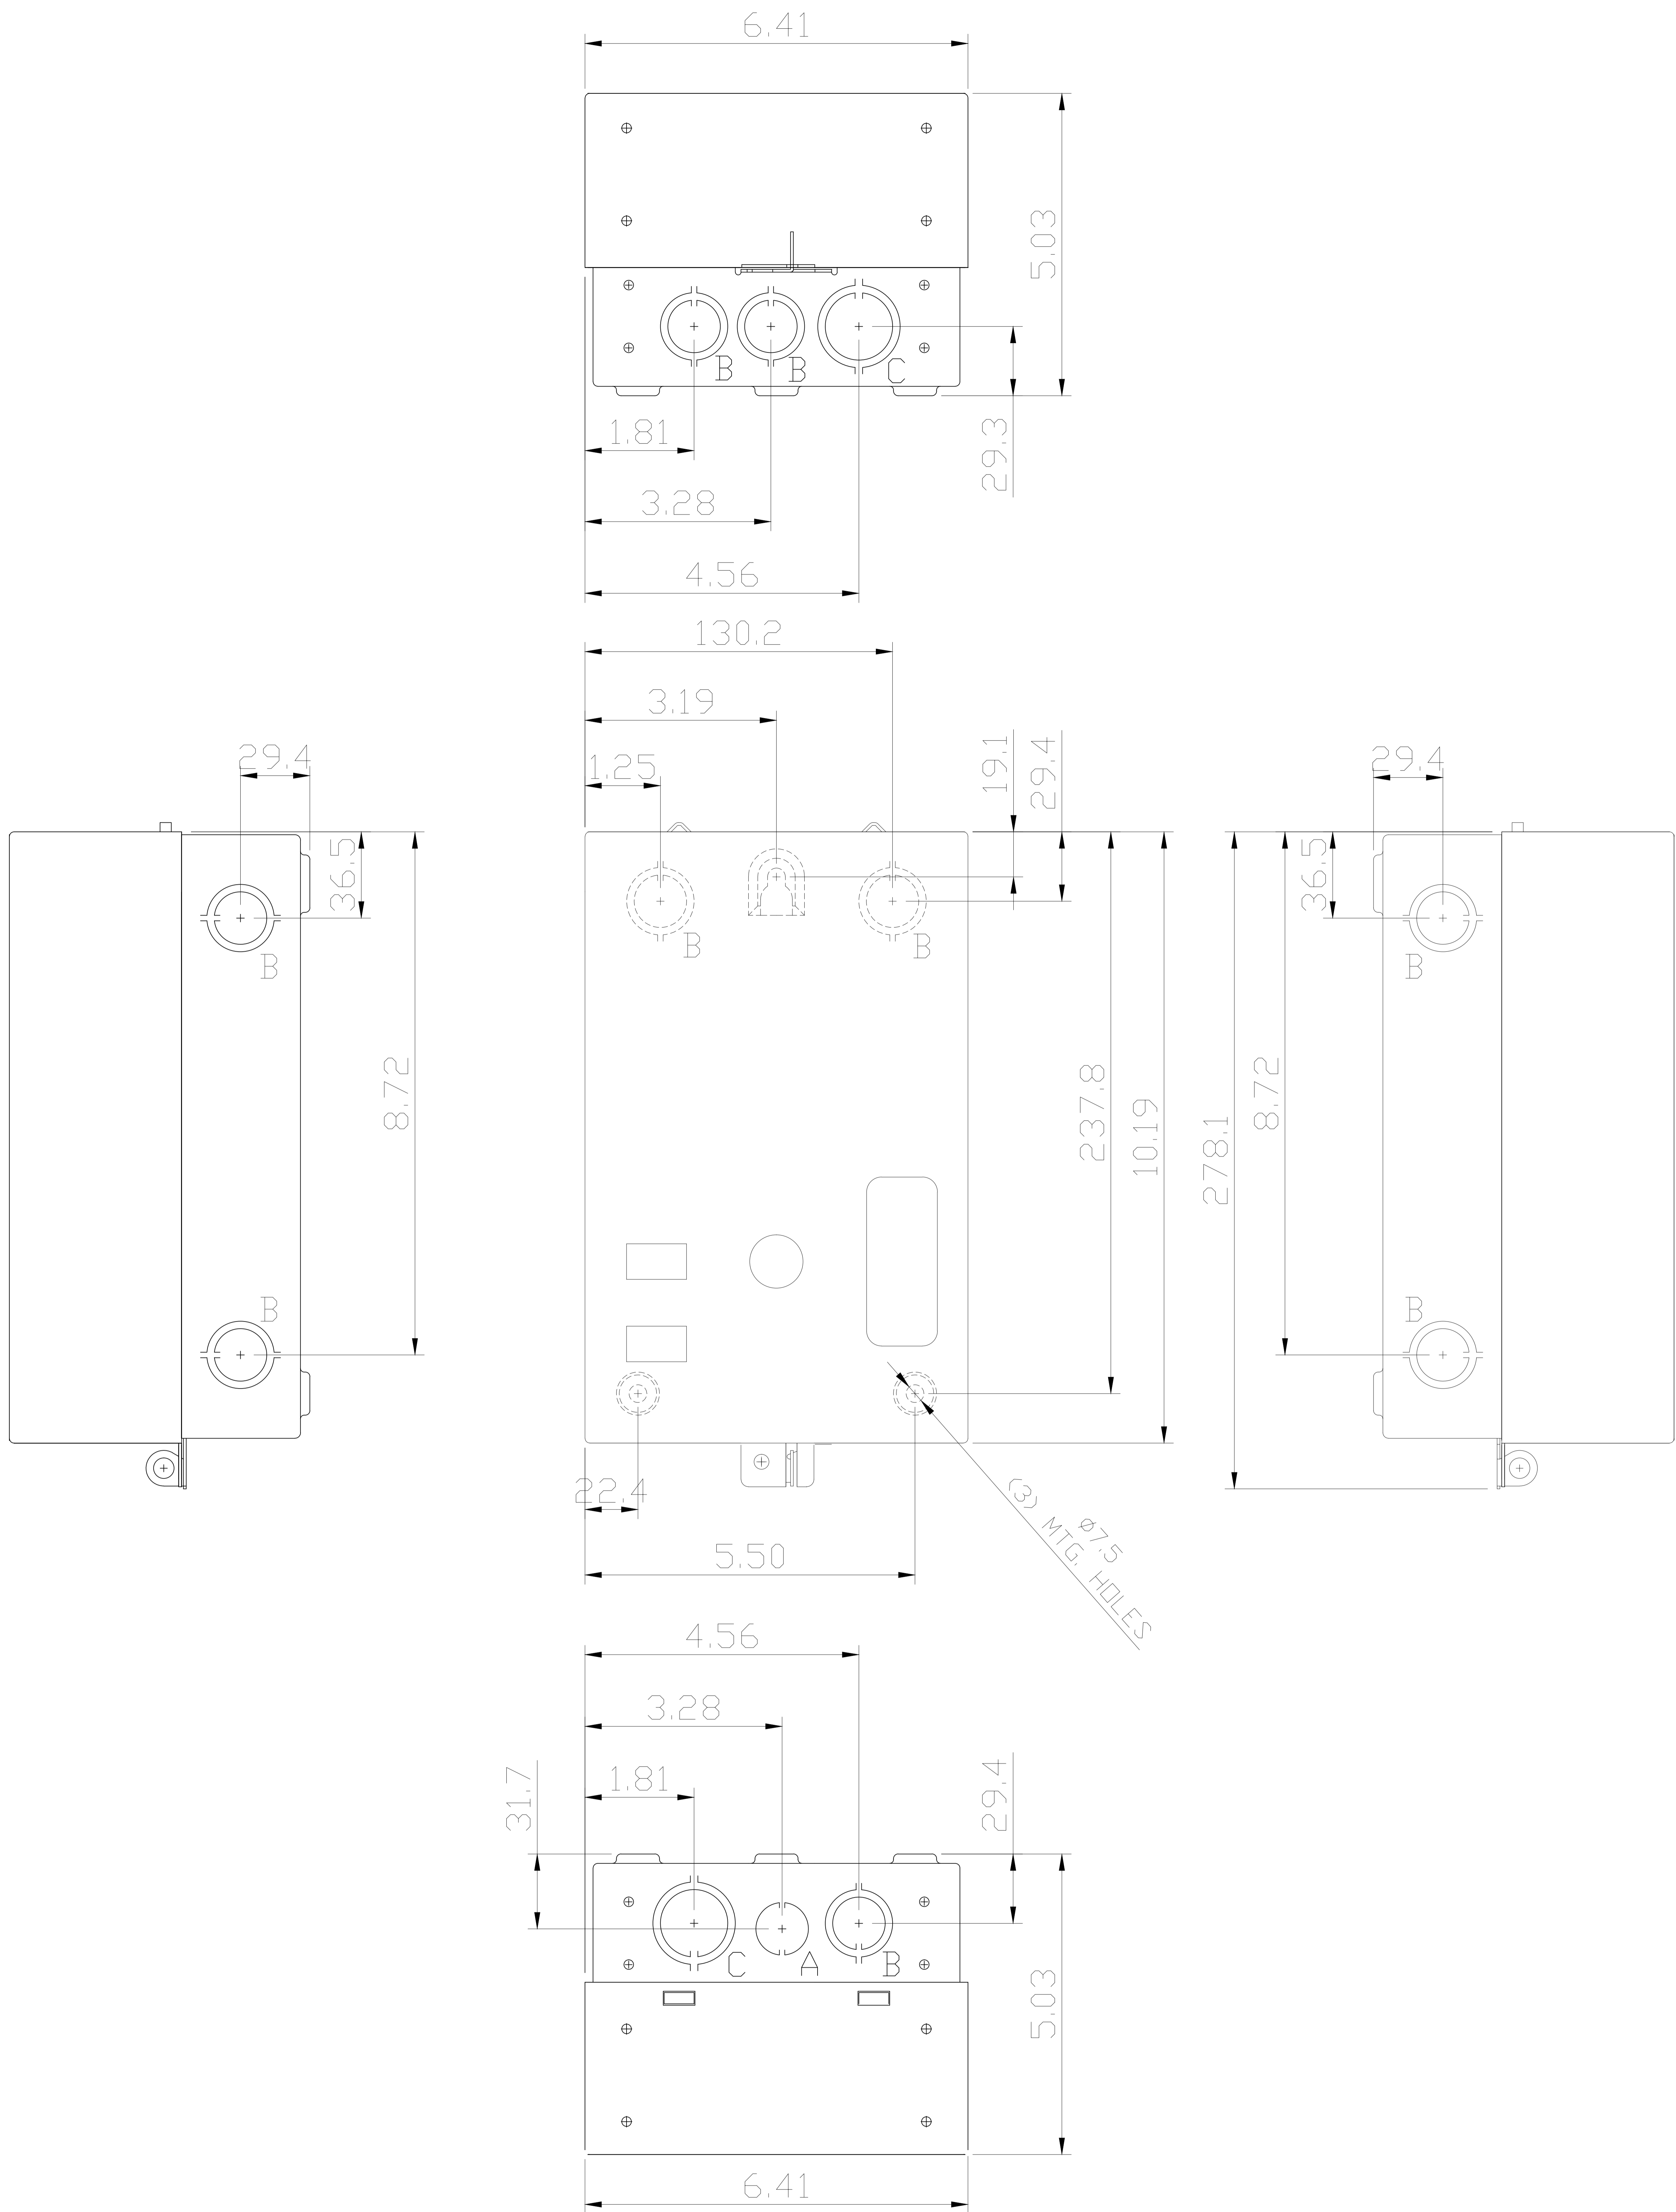 6.41
5.03
B
B
C
1.81
29.3
3.28
4.56
130.2
3.19
1.25
19.1
29.4
29.4
36.5
B
8.72
B
B
B
237.8
10.19
22.4
5.50
(3) MTG. HOLES
ø7.5
29.4
36.5
B
8.72
278.1
B
4.56
3.28
1.81
31.7
29.4
C
A
B
5.03
6.41